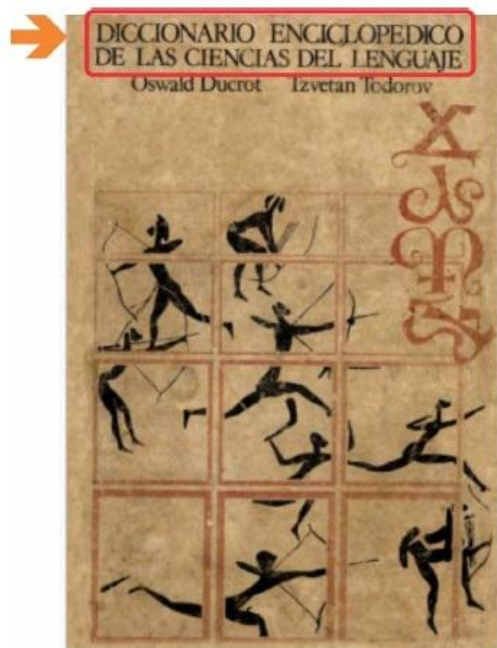 DICCIONARIO ENCICLOPEDICO
DE LAS CIENCIAS DEL LENGUAJE
Oswald Ducrot Tzvetan Todorov